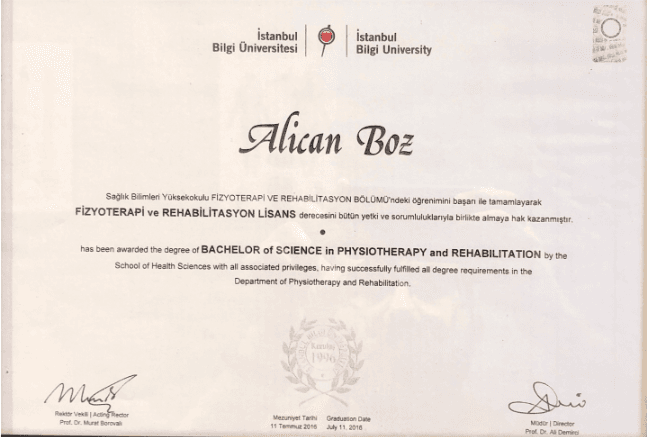 İstanbul
Bilgi Üniversitesi
İstanbul
Bilgi University
Alican Boz
Sağlık Bilimleri Yüksekokulu FİZYOTERAPİ VE REHABİLİTASYON BÖLÜMÜ'ndeki öğrenimini başarı ile tamamlayarak
FİZYOTERAPİ ve REHABİLİTASYON LİSANS derecesini bütün yetki ve sorumluluklarıyla birlikte almaya hak kazanmıştır.
has been awarded the degree of BACHELOR of SCIENCE in PHYSIOTHERAPY and REHABILITATION by the
School of Health Sciences with all associated privileges, having successfully fulfilled all degree requirements in the
Department of Physiotherapy and Rehabilitation.
1996
Rektör Vekili | Acting Rector
Prof. Dr. Murat Borovalı
Mezuniyet Tarihi Graduation Date
11 Temmuz 2016 July 11, 2016
Müdür | Director
Prof. Dr. Ali Demirci